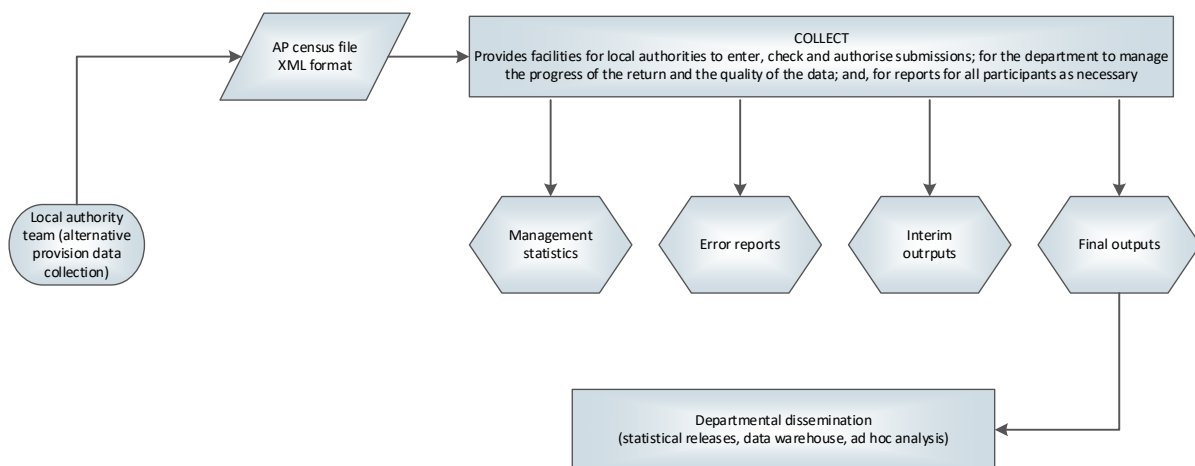 AP census file
XML format
COLLECT
Provides facilities for local authorities to enter, check and authorise submissions; for the department to manage
the progress of the return and the quality of the data; and, for reports for all participants as necessary
Local authority
team (alternative
provision data
collection)
Management
statistics
Error reports
Interim
outrputs
Final outputs
Departmental dissemination
(statistical releases, data warehouse, ad hoc analysis)